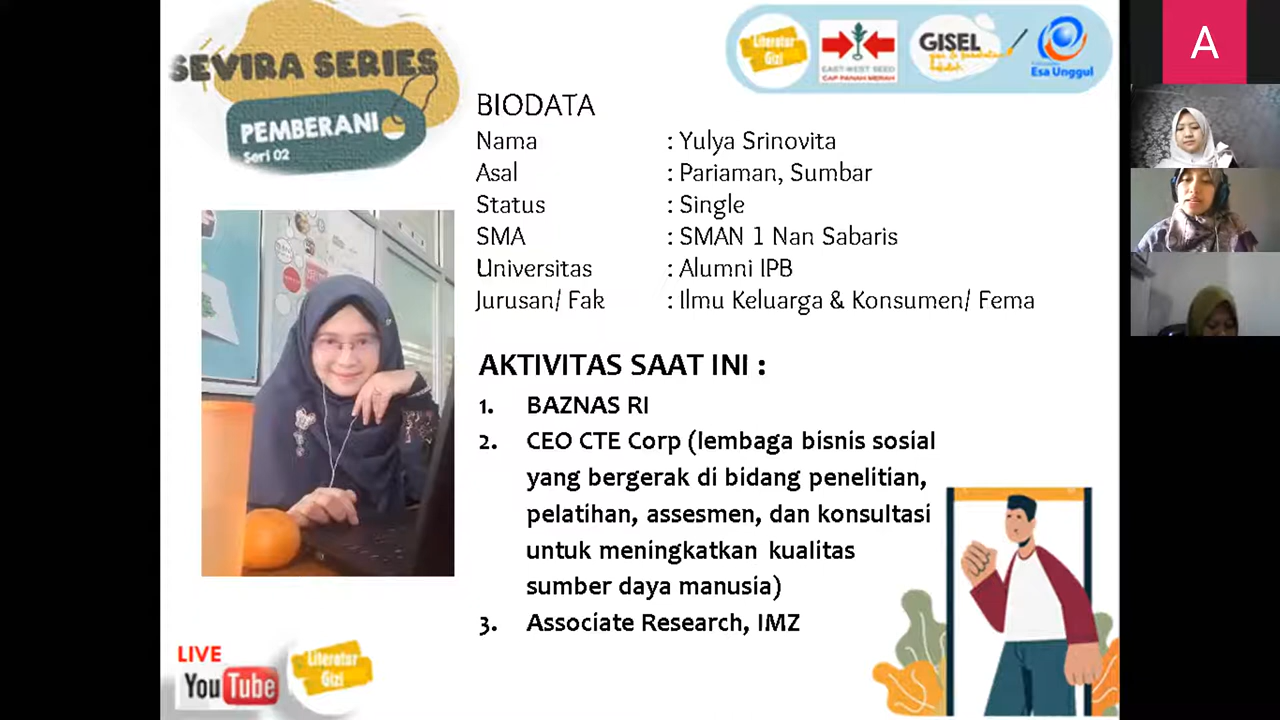 SEVIRA SERIES
PEMBERANI
Seri 02
Literatur
Gizi
EAST-WEST SEED
CAP PANAH MERAH
GISEL
Esa Unggul
A
BIODATA
Nama : Yulya Srinovita
Asal : Pariaman, Sumbar
Status : Single
SMA : SMAN 1 Nan Sabaris
Universitas : Alumni IPB
Jurusan/ Fak : Ilmu Keluarga & Konsumen/ Fema
AKTIVITAS SAAT INI :
1. BAZNAS RI
2. CEO CTE Corp (lembaga bisnis sosial
yang bergerak di bidang penelitian,
pelatihan, assesmen, dan konsultasi
untuk meningkatkan kualitas
sumber daya manusia)
3. Associate Research, IMZ
LIVE
YouTube
Literatur
Gizi